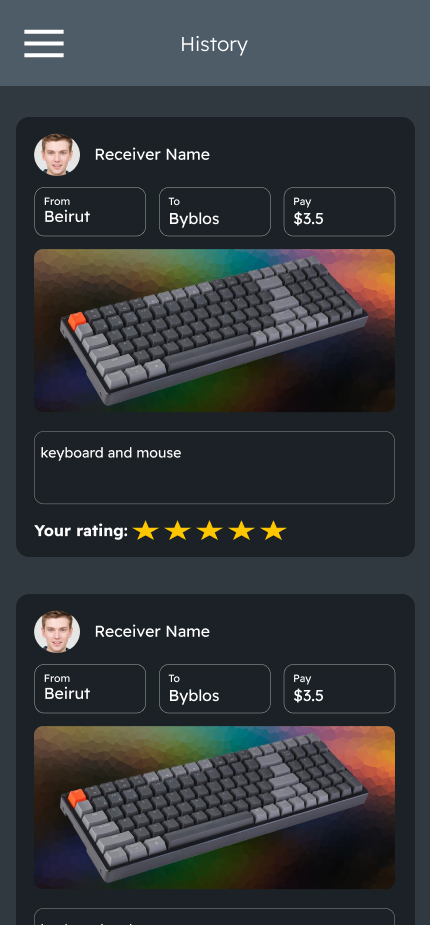 History
Receiver Name
From
Beirut
To
Byblos
Pay
$3.5
keyboard and mouse
Your rating:
Receiver Name
From
Beirut
To
Byblos
Pay
$3.5